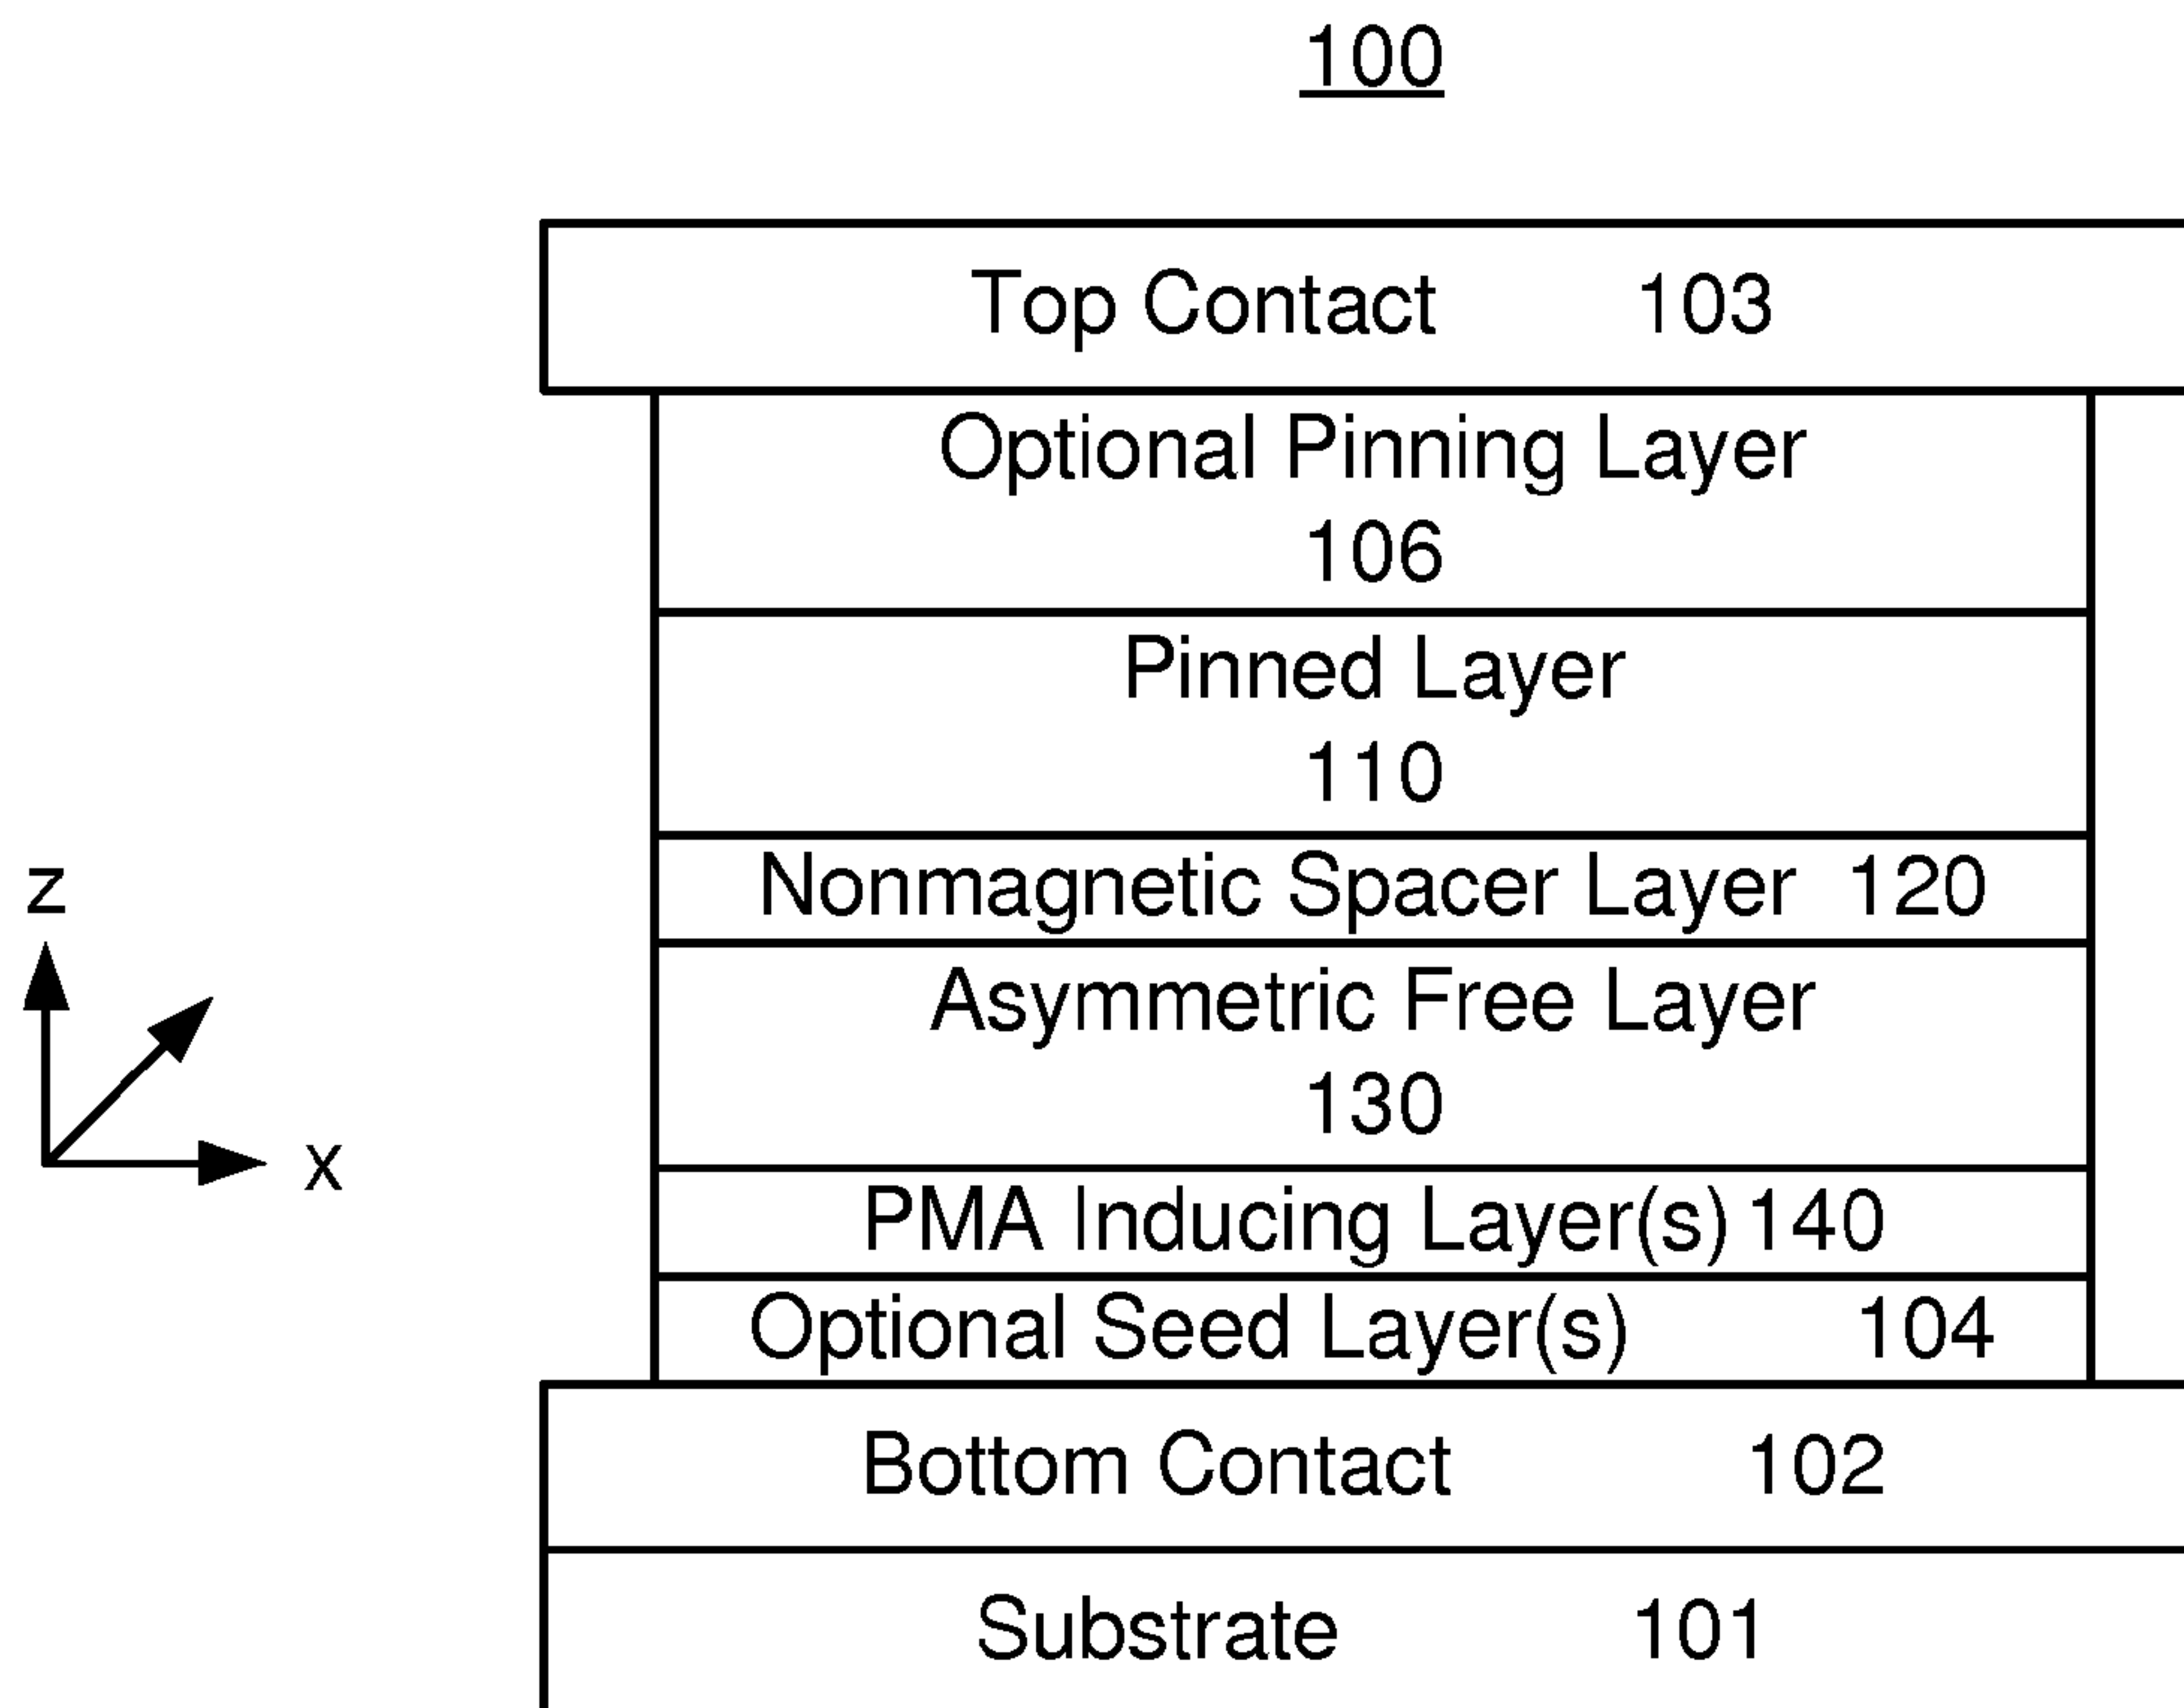 100
Top Contact 103
Optional Pinning Layer
106
Pinned Layer
110
Nonmagnetic Spacer Layer 120
Asymmetric Free Layer
130
PMA Inducing Layer(s) 140
Optional Seed Layer(s) 104
Bottom Contact 102
Substrate 101
z
x